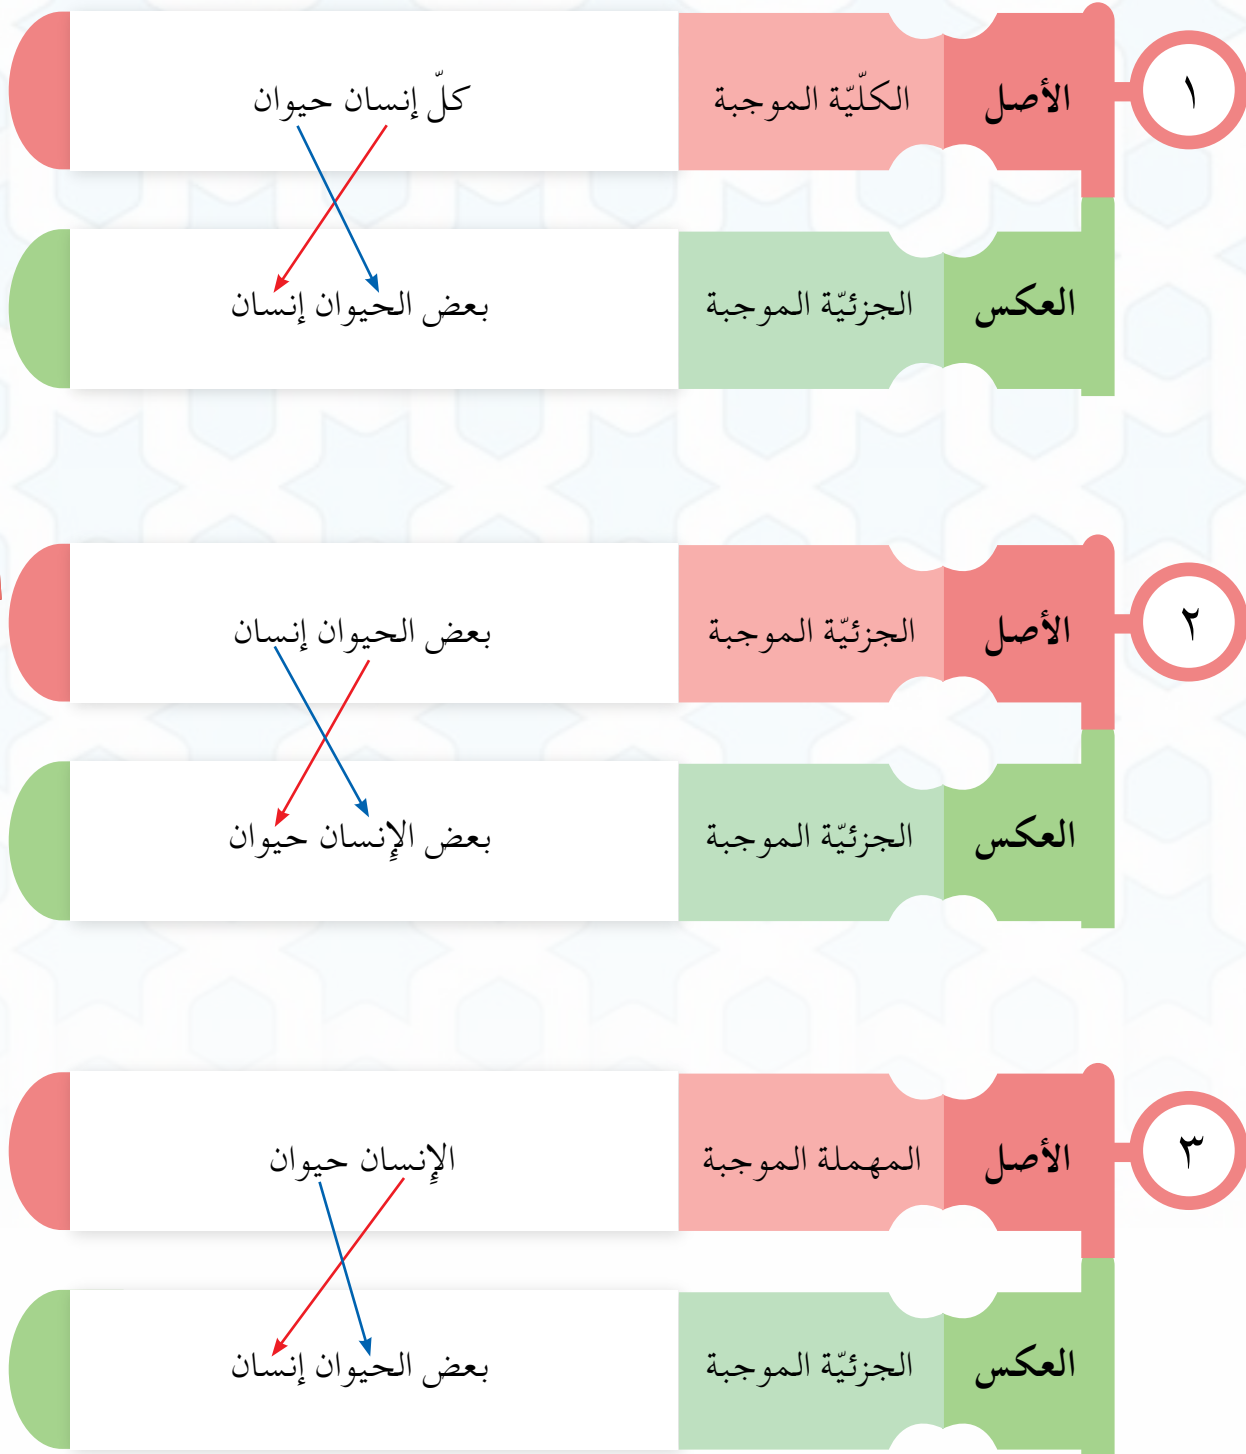 ١ الأصل الكلّيّة الموجبة كلّ إنسان حيوان
العكس الجزئيّة الموجبة بعض الحيوان إنسان
٢ الأصل الجزئيّة الموجبة بعض الحيوان إنسان
العكس الجزئيّة الموجبة بعض الإنسان حيوان
٣ الأصل المهملة الموجبة الإنسان حيوان
العكس الجزئيّة الموجبة بعض الحيوان إنسان